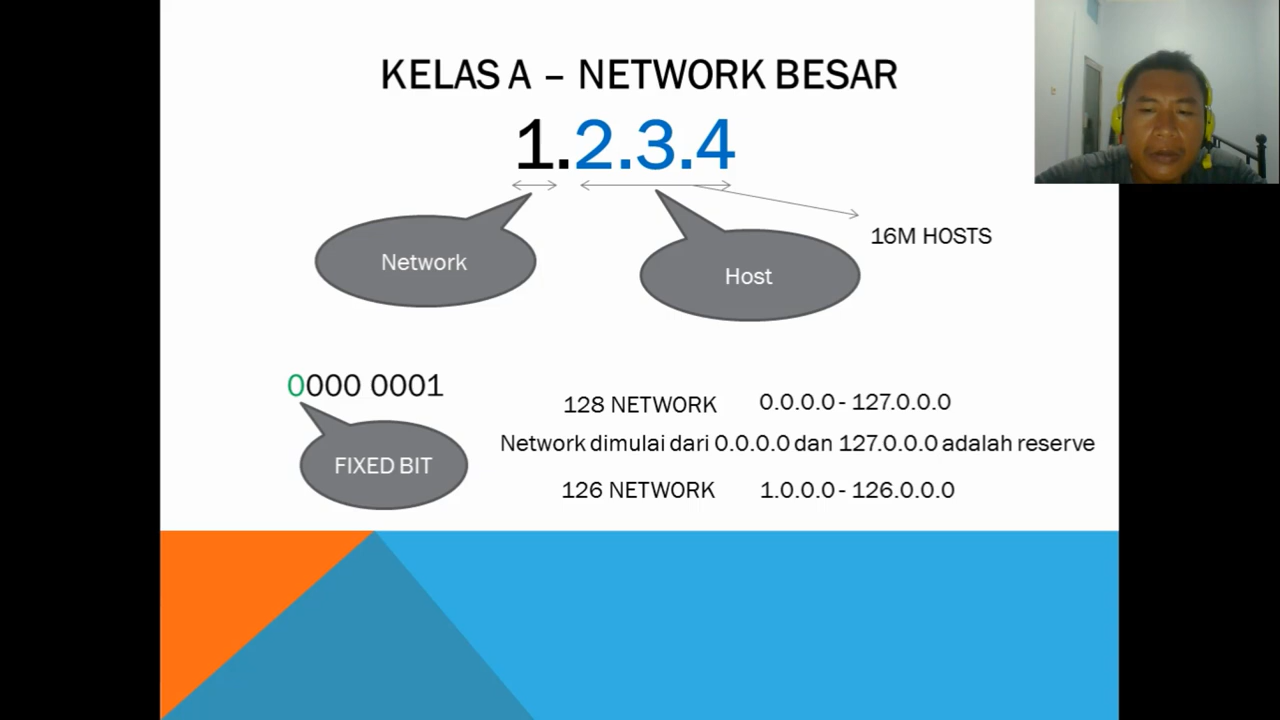 KELAS A – NETWORK BESAR
1.2.3.4
16M HOSTS
Network
Host
0000 0001
128 NETWORK 0.0.0.0 - 127.0.0.0
Network dimulai dari 0.0.0.0 dan 127.0.0.0 adalah reserve
FIXED BIT
126 NETWORK 1.0.0.0 - 126.0.0.0